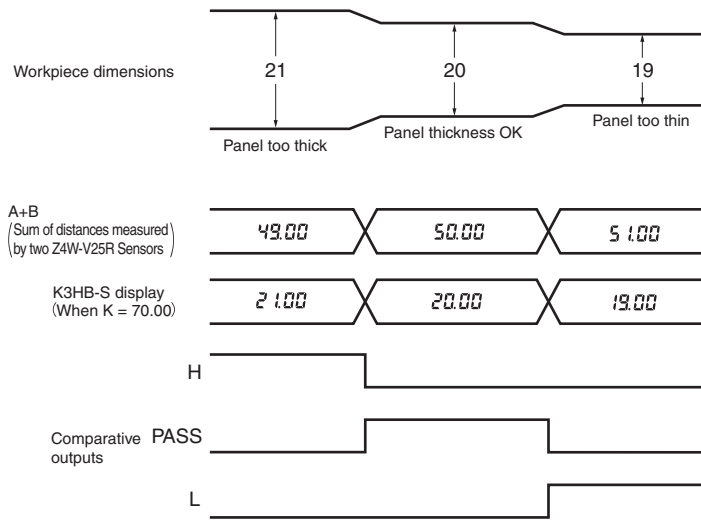 Workpiece dimensions
21
20
19
Panel too thick
Panel thickness OK
Panel too thin
A+B
(Sum of distances measured
by two Z4W-V25R Sensors)
49.00
50.00
51.00
K3HB-S display
(When K = 70.00)
21.00
20.00
19.00
H
Comparative
outputs
PASS
L